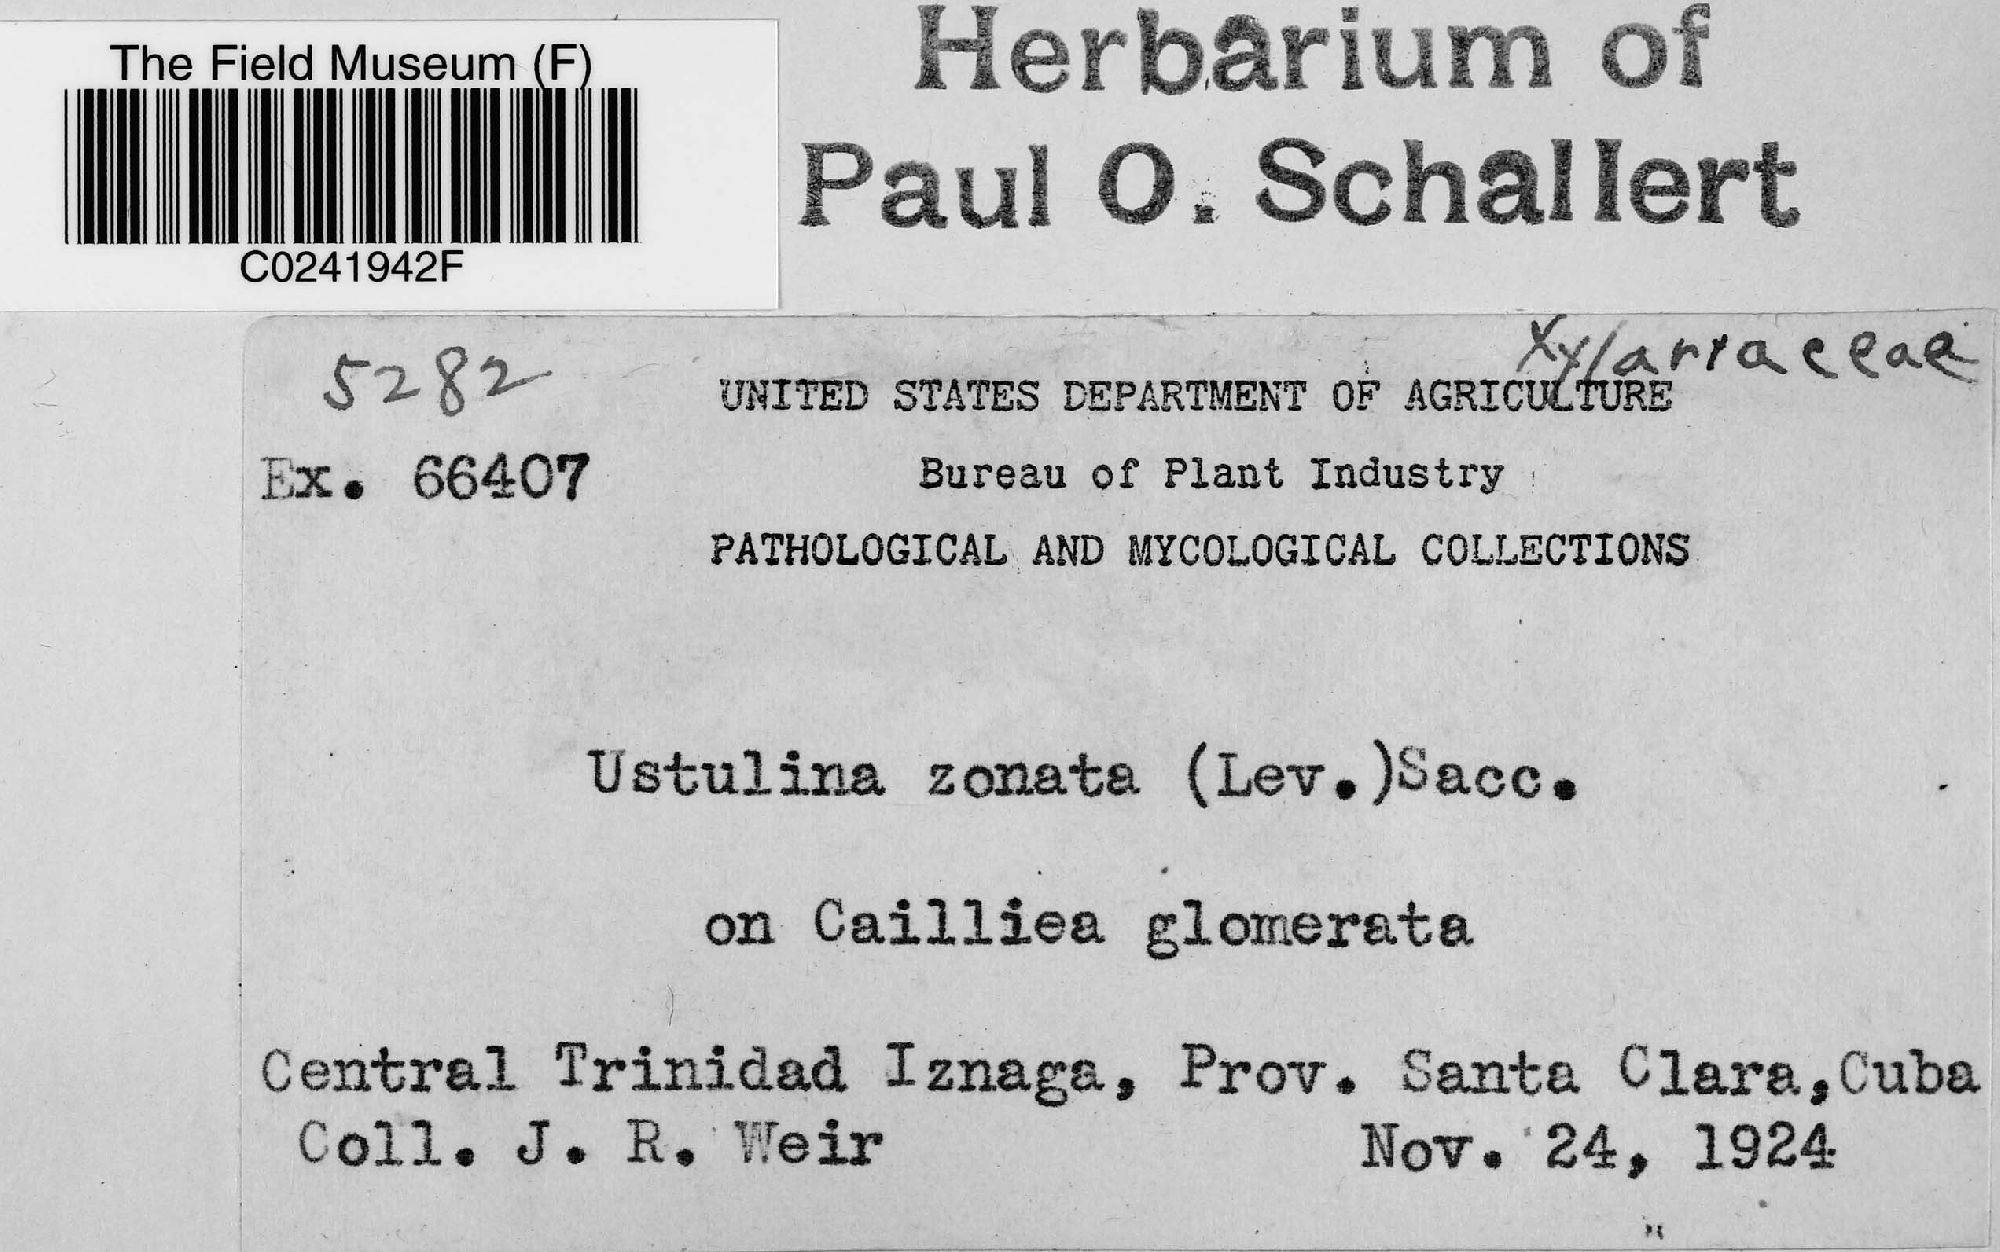 The Field Museum (F)
C0241942F
Herbarium of
Paul O. Schallert
5282
Xylariaceae
UNITED STATES DEPARTMENT OF AGRICULTURE
Ex. 66407
Bureau of Plant Industry
PATHOLOGICAL AND MYCOLOGICAL COLLECTIONS
Ustulina zonata (Lev.)Sacc.
on Cailliea glomerata
Central Trinidad Iznaga, Prov. Santa Clara,Cuba
Coll. J. R. Weir Nov. 24, 1924